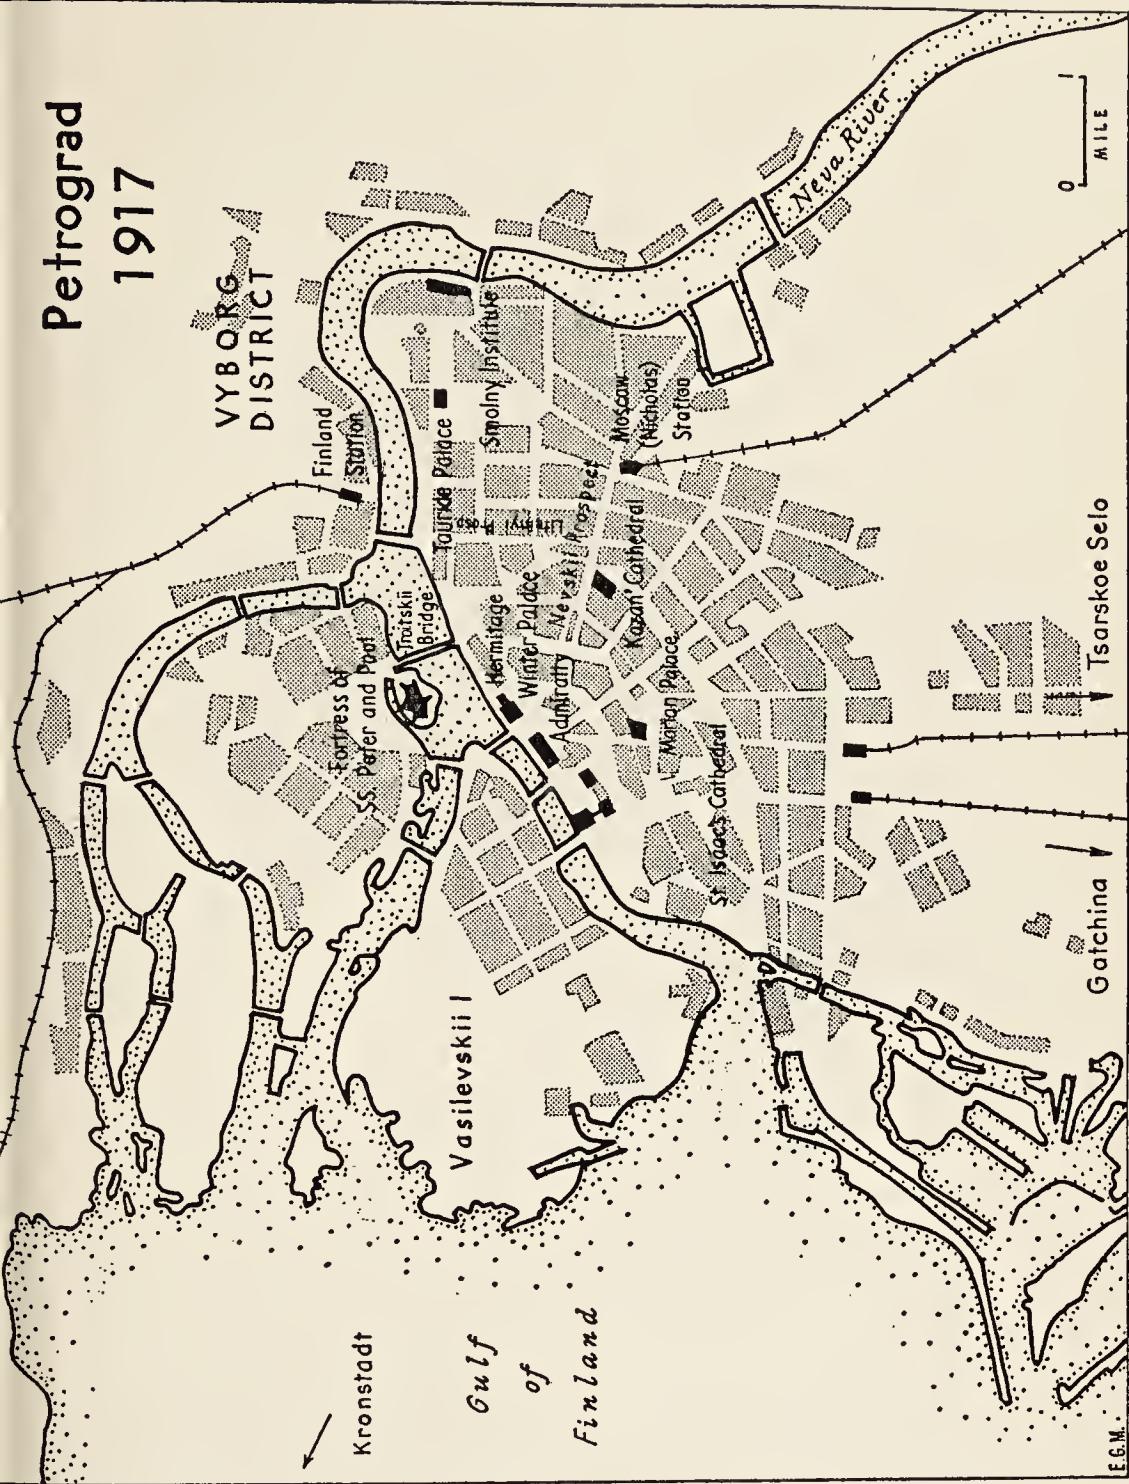 Petrograd
1917
VYBORG
DISTRICT
Finland
Station
Neva River
0 1
MILE
Smolny Institute
Tauride Palace
Liteinyi Prosp
Moscow
(Nicholas)
Station
Nevskii Prospect
Kazan' Cathedral
Troitskii
Bridge
Hermitage
Winter Palace
Admiralty
Fortress of
SS. Peter and Paul
Marian Palace
St Isaac's Cathedral
Vasilevskii I
Tsarskoe Selo
Gatchina
Kronstadt
Gulf
of
Finland
E.G.M.